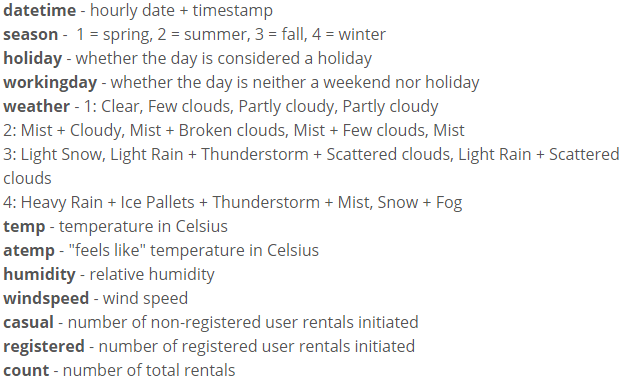 datetime - hourly date + timestamp
season -  1 = spring, 2 = summer, 3 = fall, 4 = winter
holiday - whether the day is considered a holiday
workingday - whether the day is neither a weekend nor holiday
weather - 1: Clear, Few clouds, Partly cloudy, Partly cloudy
2: Mist + Cloudy, Mist + Broken clouds, Mist + Few clouds, Mist
3: Light Snow, Light Rain + Thunderstorm + Scattered clouds, Light Rain + Scattered
clouds
4: Heavy Rain + Ice Pallets + Thunderstorm + Mist, Snow + Fog
temp - temperature in Celsius
atemp - "feels like" temperature in Celsius
humidity - relative humidity
windspeed - wind speed
casual - number of non-registered user rentals initiated
registered - number of registered user rentals initiated
count - number of total rentals